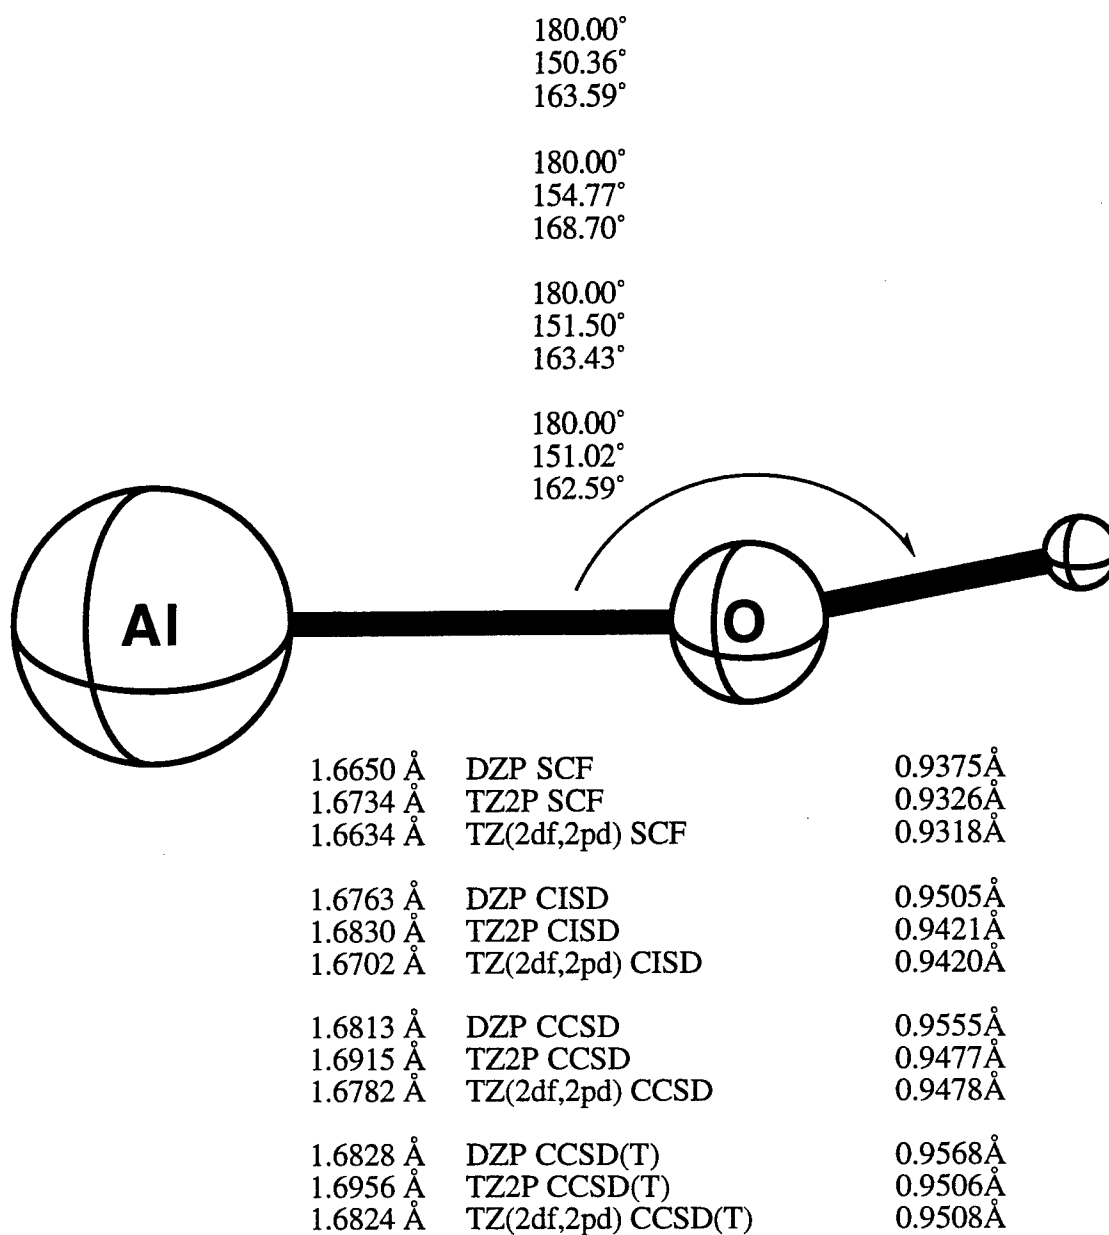 180.00°
150.36°
163.59°
180.00°
154.77°
168.70°
180.00°
151.50°
163.43°
180.00°
151.02°
162.59°
Al
O
1.6650 Å DZP SCF 0.9375Å
1.6734 Å TZ2P SCF 0.9326Å
1.6634 Å TZ(2df,2pd) SCF 0.9318Å
1.6763 Å DZP CISD 0.9505Å
1.6830 Å TZ2P CISD 0.9421Å
1.6702 Å TZ(2df,2pd) CISD 0.9420Å
1.6813 Å DZP CCSD 0.9555Å
1.6915 Å TZ2P CCSD 0.9477Å
1.6782 Å TZ(2df,2pd) CCSD 0.9478Å
1.6828 Å DZP CCSD(T) 0.9568Å
1.6956 Å TZ2P CCSD(T) 0.9506Å
1.6824 Å TZ(2df,2pd) CCSD(T) 0.9508Å